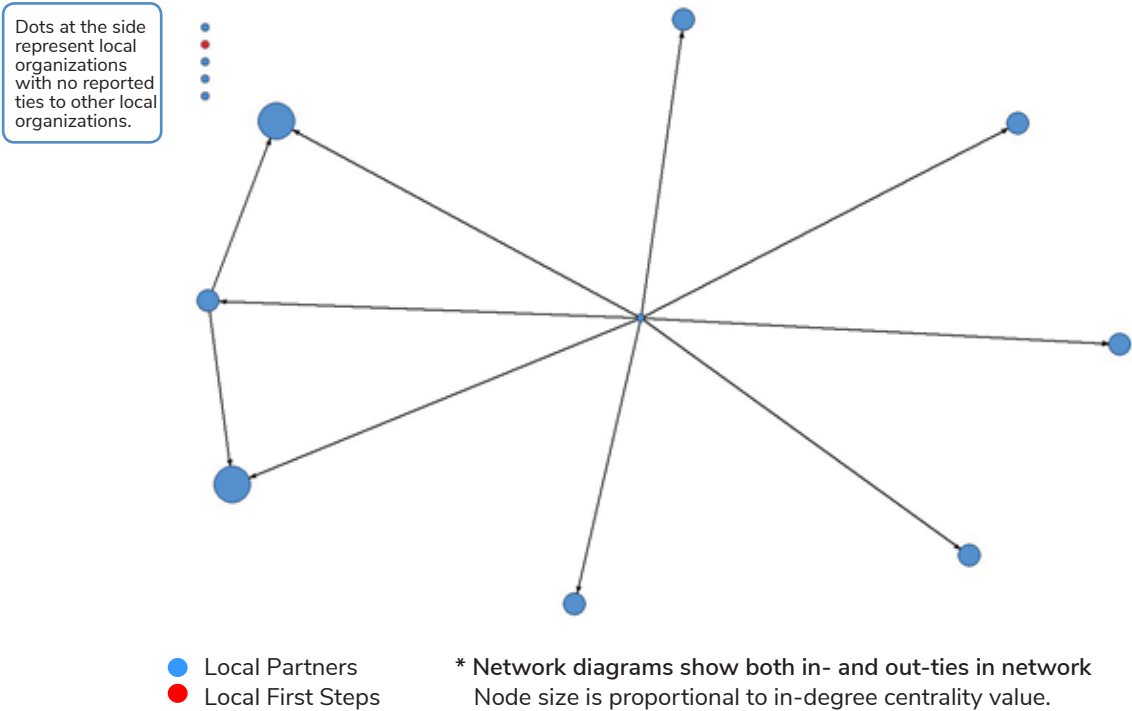 Dots at the side
represent local
organizations
with no reported
ties to other local
organizations.
Local Partners
Local First Steps
* Network diagrams show both in- and out-ties in network
Node size is proportional to in-degree centrality value.